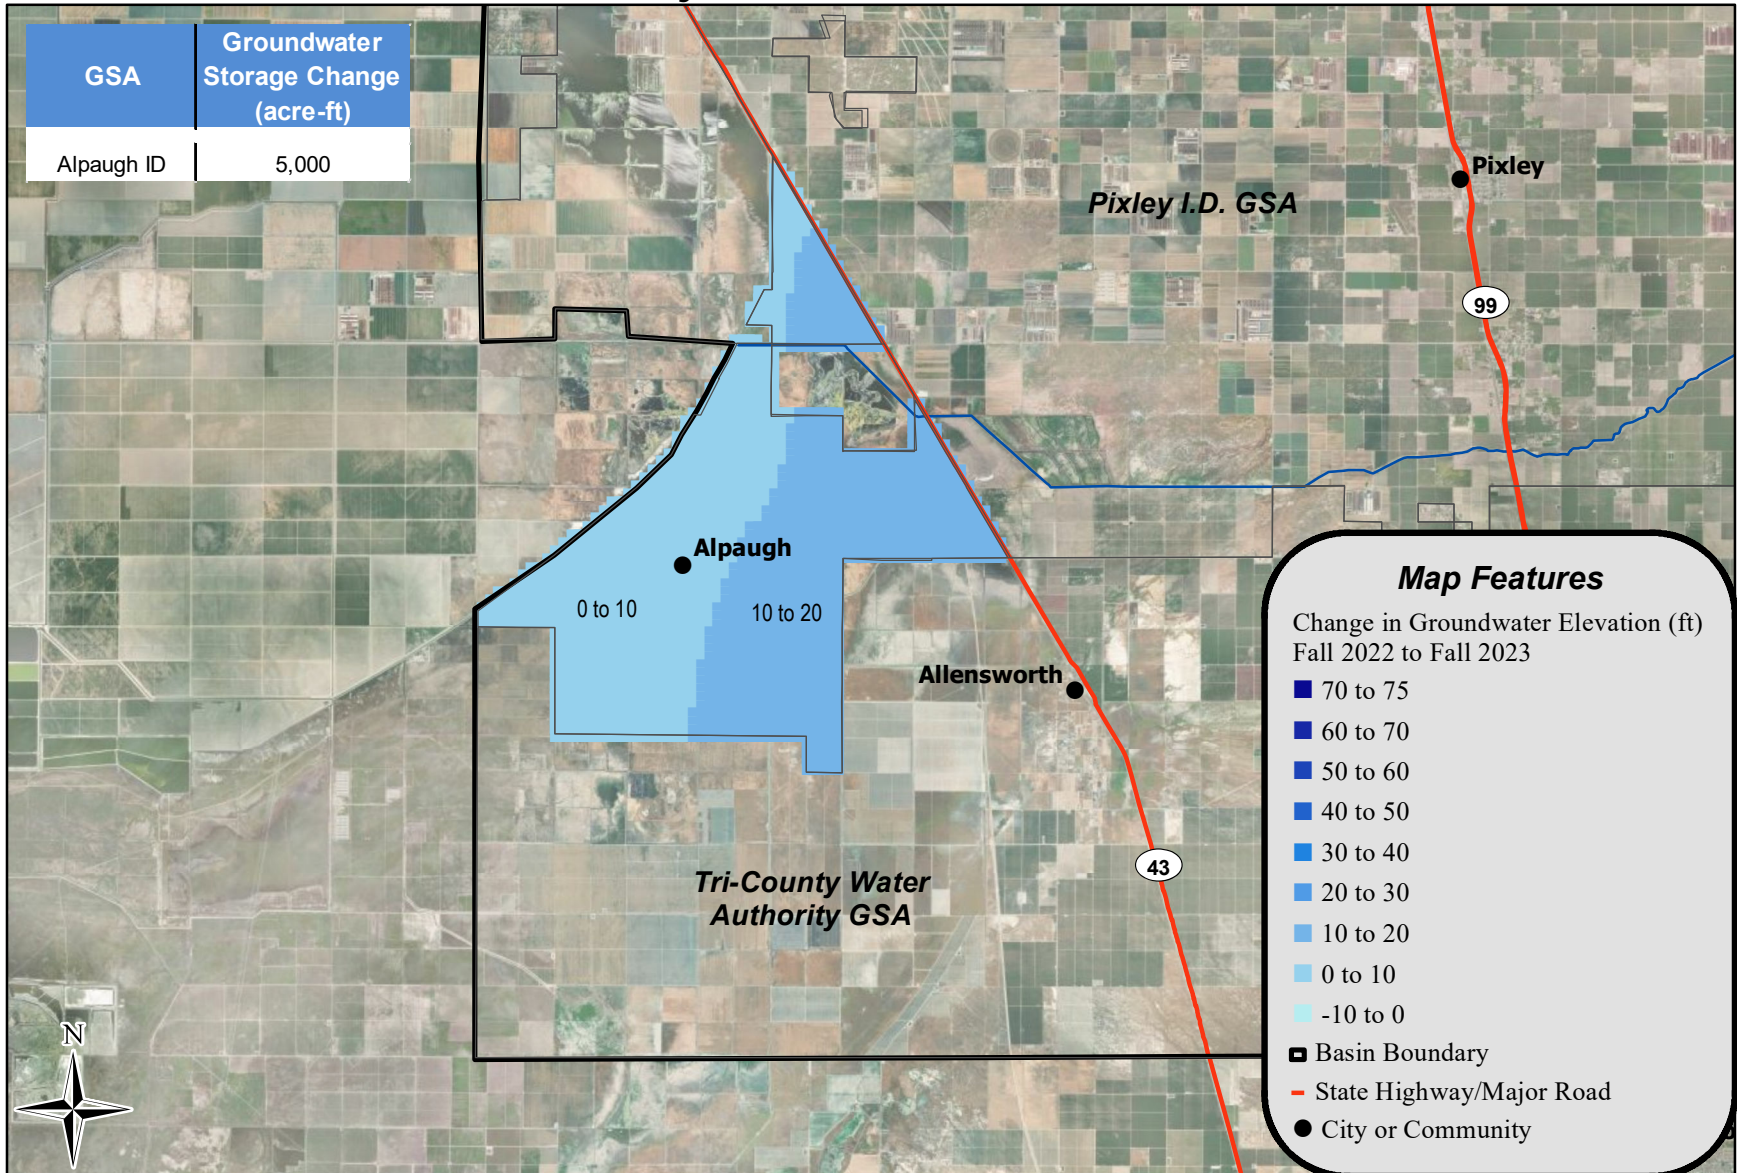 GSA
Groundwater
Storage Change
(acre-ft)
Alpaugh ID
5,000
Pixley
Pixley I.D. GSA
99
Alpaugh
0 to 10
10 to 20
Allensworth
43
Tri-County Water
Authority GSA
N
Map Features
Change in Groundwater Elevation (ft)
Fall 2022 to Fall 2023
70 to 75
60 to 70
50 to 60
40 to 50
30 to 40
20 to 30
10 to 20
0 to 10
-10 to 0
Basin Boundary
State Highway/Major Road
City or Community